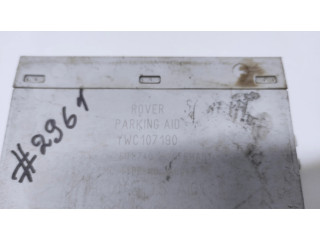 ROVER
PARKING AID
YWC107190
#2961